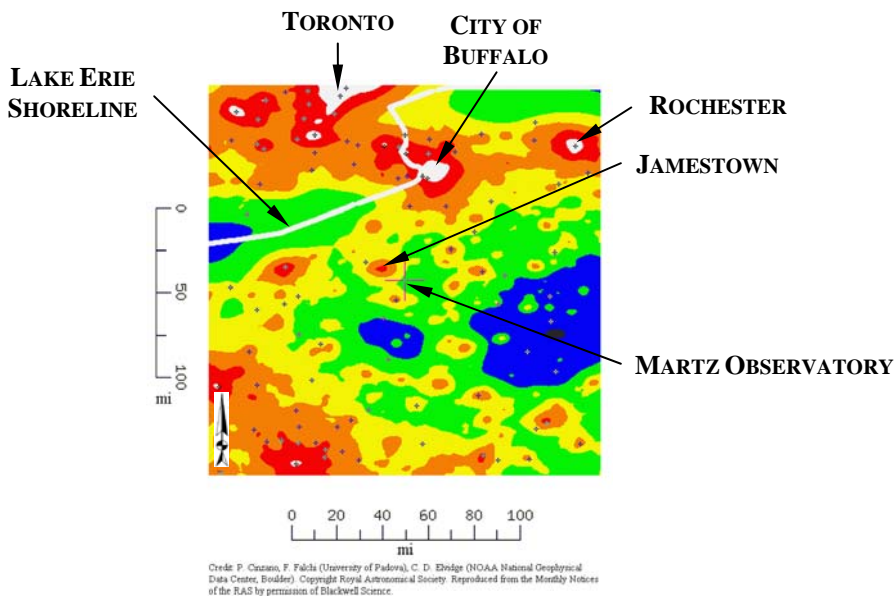 TORONTO
CITY OF
BUFFALO
LAKE ERIE
SHORELINE
ROCHESTER
JAMESTOWN
0
50
100
mi
MARTZ OBSERVATORY
0 20 40 60 80 100
mi
Credit: P. Cinzano, F. Falchi (University of Padova), C. D. Elvidge (NOAA National Geophysical
Data Center, Boulder). Copyright Royal Astronomical Society. Reproduced from the Monthly Notices
of the RAS by permission of Blackwell Science.